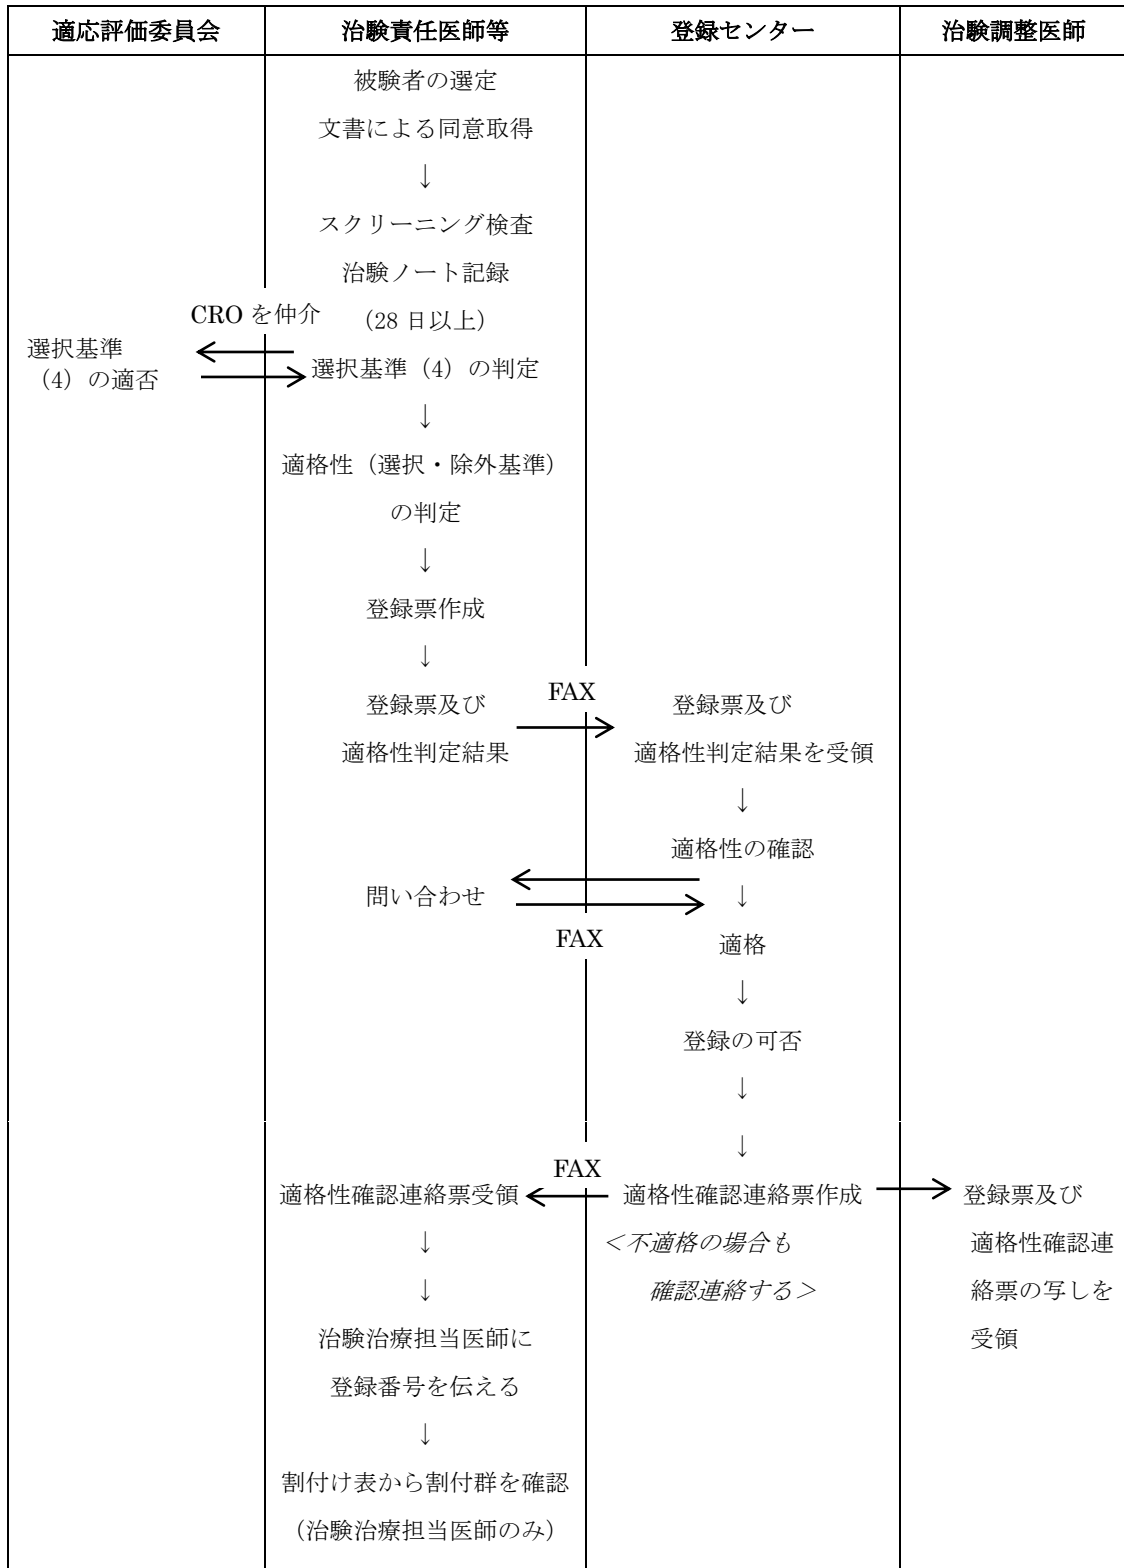 適応評価委員会 治験責任医師等 登録センター 治験調整医師
被験者の選定
文書による同意取得
↓
スクリーニング検査
治験ノート記録
CRO を仲介 （28 日以上）
選択基準
（4）の適否
選択基準（4）の判定
↓
適格性（選択・除外基準）
の判定
↓
登録票作成
↓
登録票及び
適格性判定結果
FAX
登録票及び
適格性判定結果を受領
↓
適格性の確認
問い合わせ
↓
FAX
適格
↓
登録の可否
↓
↓
FAX
適格性確認連絡票受領
適格性確認連絡票作成
＜不適格の場合も
確認連絡する＞
登録票及び
適格性確認連
絡票の写しを
受領
↓
↓
治験治療担当医師に
登録番号を伝える
↓
割付け表から割付群を確認
（治験治療担当医師のみ）